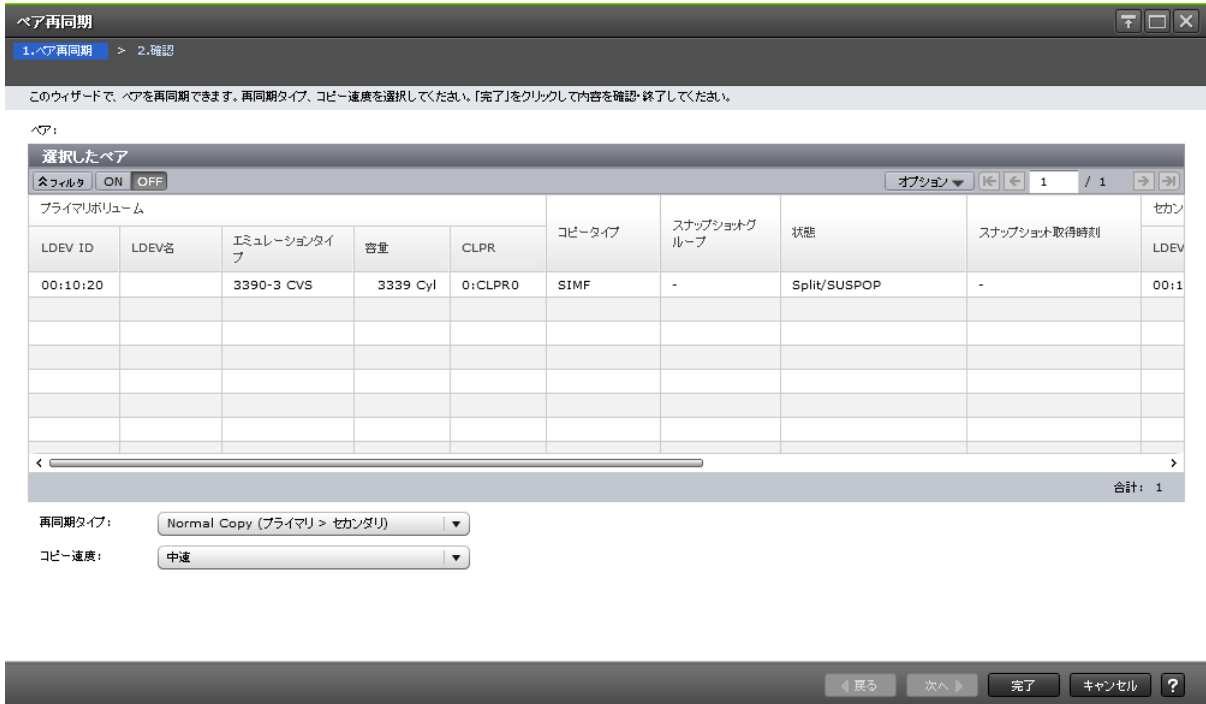 ペア再同期
1.ペア再同期 > 2.確認
このウィザードで、ペアを再同期できます。再同期タイプ、コピー速度を選択してください。「完了」をクリックして内容を確認・終了してください。
ペア:
選択したペア
フィルタ ON OFF オプション 1 / 1
プライマリボリューム コピータイプ スナップショットグループ 状態 スナップショット取得時刻 セカン
LDEV ID LDEV名 エミュレーションタイプ 容量 CLPR LDEV
00:10:20 3390-3 CVS 3339 Cyl 0:CLPR0 SIMF - Split/SUSPOP - 00:1
合計: 1
再同期タイプ: Normal Copy (プライマリ > セカンダリ)
コピー速度: 中速
戻る 次へ 完了 キャンセル ?